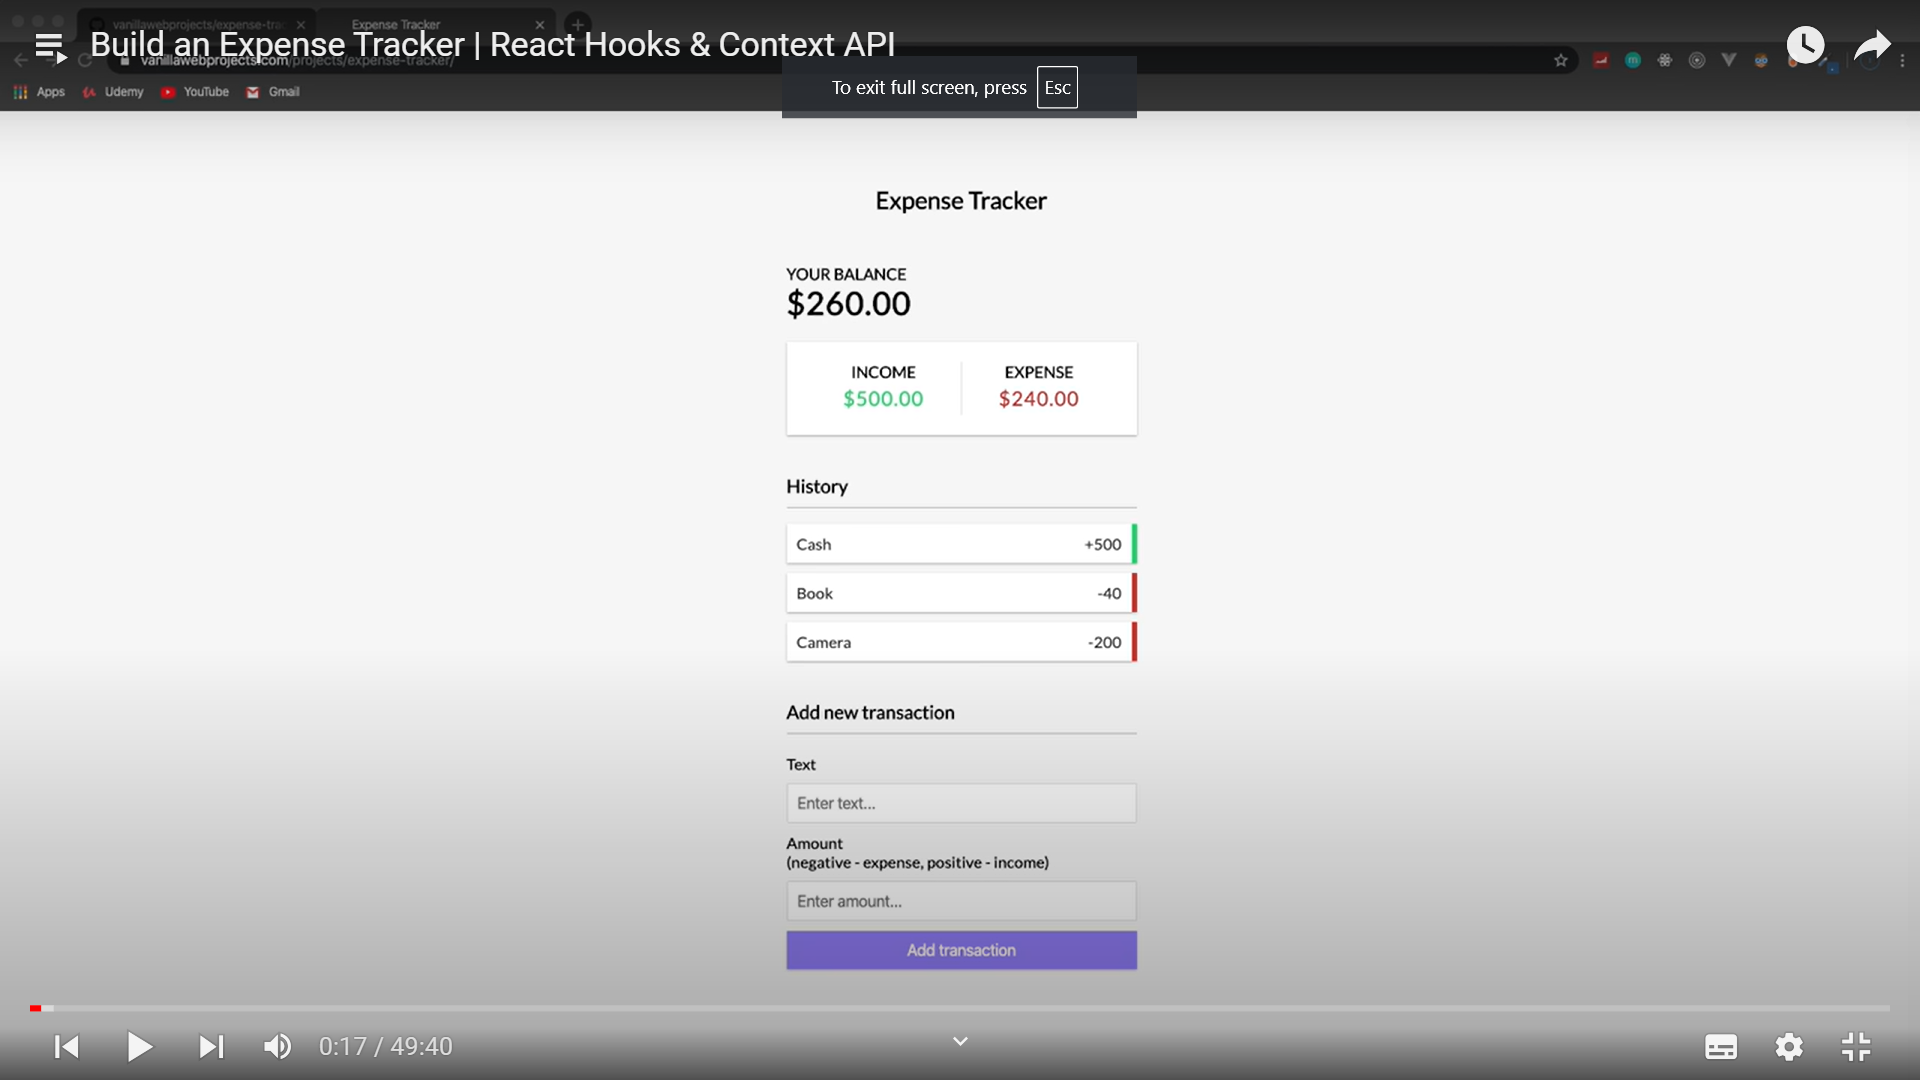 vanillawebprojects/expense-trac
Expense Tracker
Build an Expense Tracker | React Hooks & Context API
vanillawebprojects.com/projects/expense-tracker/
To exit full screen, press Esc
Apps Udemy YouTube Gmail
Expense Tracker
YOUR BALANCE
$260.00
INCOME EXPENSE
$500.00 $240.00
History
Cash +500
Book -40
Camera -200
Add new transaction
Text
Enter text...
Amount
(negative - expense, positive - income)
Enter amount...
Add transaction
0:17 / 49:40